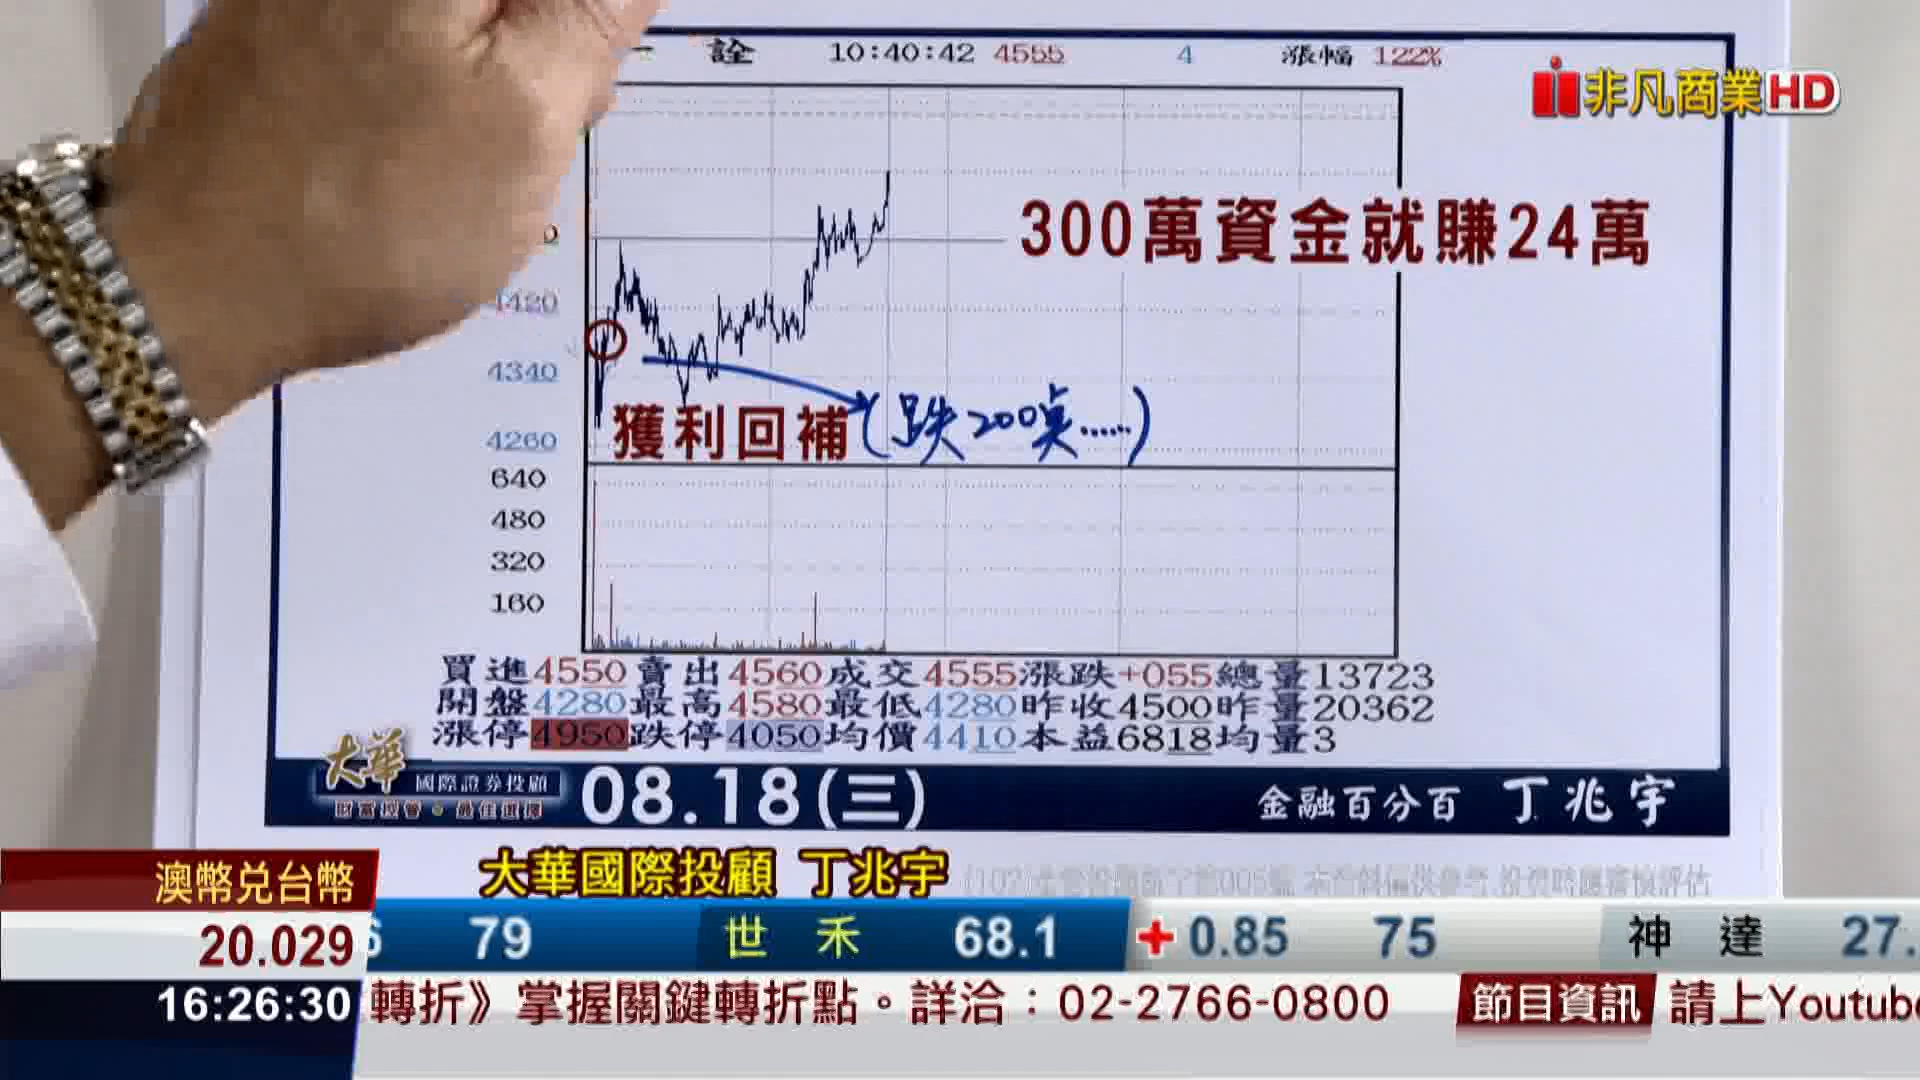 詮 10:40:42 4555 4 漲幅 122%
非凡商業HD
300萬資金就賺24萬
4420
4340
4260
獲利回補(跌200真.....)
640
480
320
160
買進4550賣出4560成交4555漲跌+055總量13723
開盤4280最高4580最低4280昨收4500昨量20362
漲停4950跌停4050均價4410本益6818均量3
大華國際證券投顧
08.18(三)
金融百分百 丁兆宇
大華國際投顧 丁兆宇
澳幣兌台幣
20.029
79 世禾 68.1 +0.85 75 神達 27.
16:26:30
轉折》掌握關鍵轉折點。詳洽：02-2766-0800 節目資訊 請上Youtube